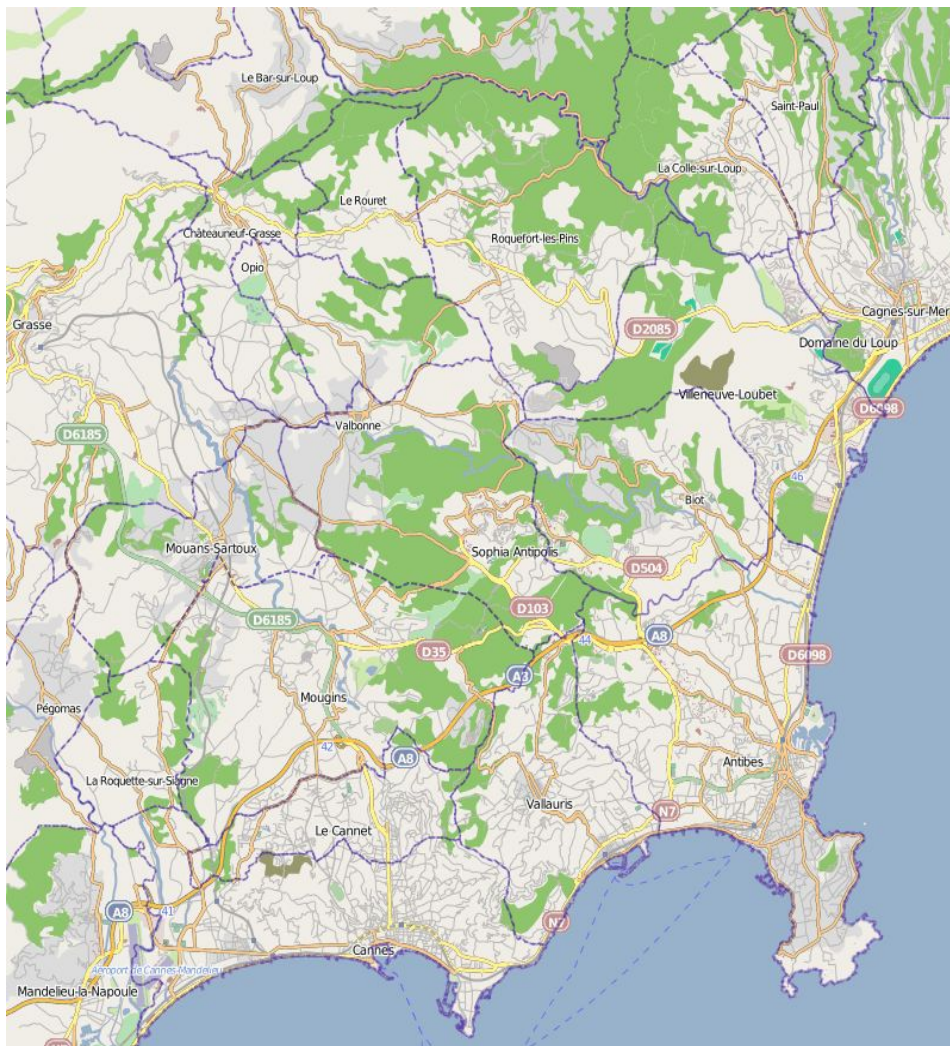 Le Bar-sur-Loup
Saint-Paul
La Colle-sur-Loup
Le Rouret
Châteauneuf-Grasse
Roquefort-les-Pins
Opio
Cagnes-sur-Mer
Grasse
D2085
Domaine du Loup
Villeneuve-Loubet
D6098
Valbonne
D6185
46
Biot
Mouans-Sartoux
Sophia Antipolis
D504
D103
D6185
44
A8
D35
D6098
A8
Mougins
Pégomas
42
A8
Antibes
La Roquette-sur-Siagne
Vallauris
N7
Le Cannet
A8
41
N7
Cannes
Aéroport de Cannes-Mandelieu
Mandelieu-la-Napoule